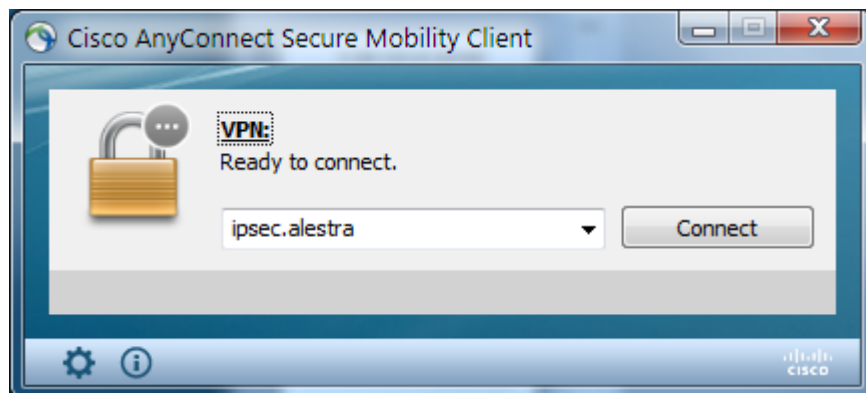 Cisco AnyConnect Secure Mobility Client
VPN:
Ready to connect.
ipsec.alestra
Connect
CISCO